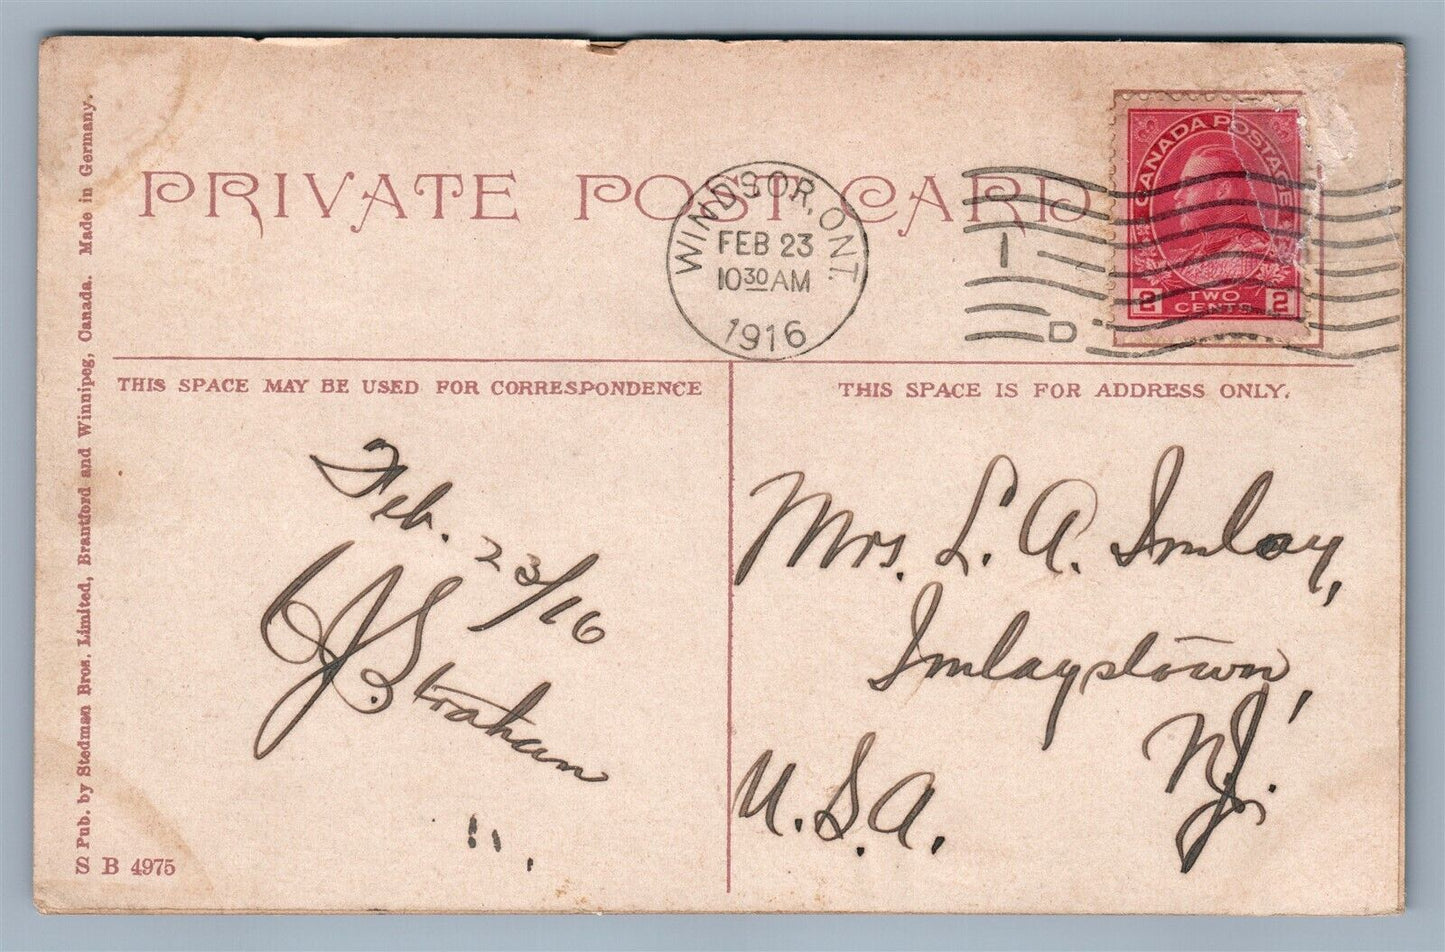 PRIVATE POST CARD
WINDSOR, ONT.
FEB 23
10 30 AM
1916
I
D
CANADA POSTAGE
2 TWO CENTS 2
THIS SPACE MAY BE USED FOR CORRESPONDENCE
THIS SPACE IS FOR ADDRESS ONLY.
Feb. 23/16
Strahan
Mrs. L. A. Imlay,
Imlaystown,
N.J.
U.S.A.
Pub. by Stedman Bros. Limited, Brantford and Winnipeg, Canada. Made in Germany.
S B 4975